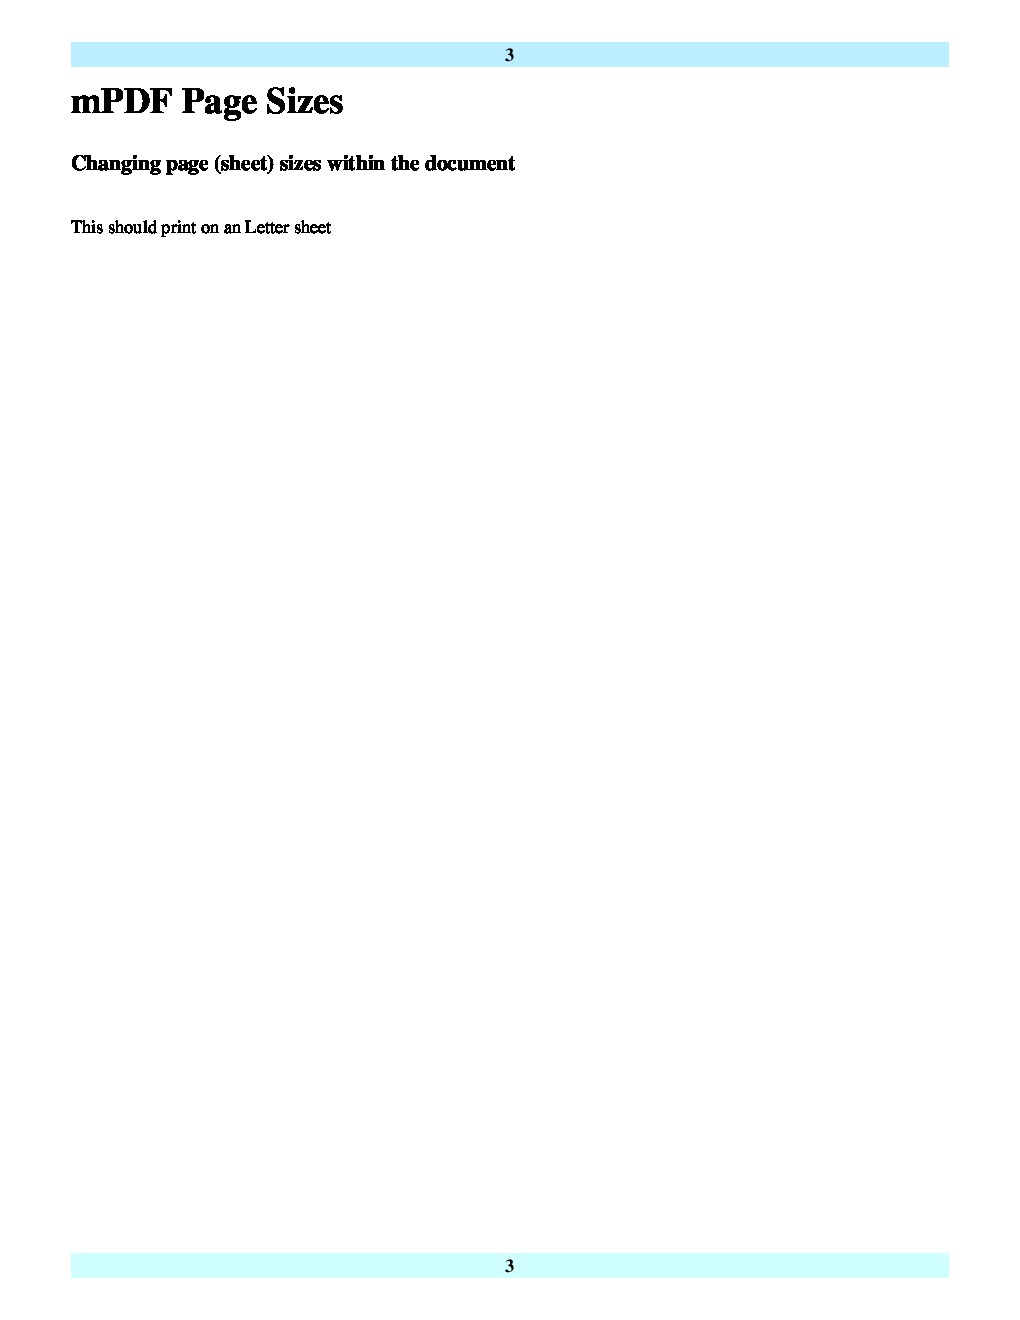 3
mPDF Page Sizes
Changing page (sheet) sizes within the document
This should print on an Letter sheet
3